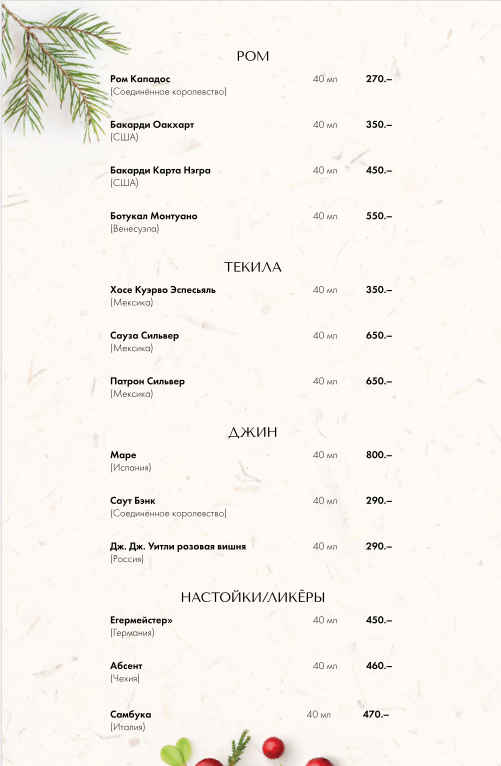 РОМ
Ром Кападос 40 мл 270.–
(Соединённое королевство)
Бакарди Оакхарт 40 мл 350.–
(США)
Бакарди Карта Нэгра 40 мл 450.–
(США)
Ботукал Монтуано 40 мл 550.–
(Венесуэла)
ТЕКИЛА
Хосе Куэрво Эспесьяль 40 мл 350.–
(Мексика)
Сауза Сильвер 40 мл 650.–
(Мексика)
Патрон Сильвер 40 мл 650.–
(Мексика)
ДЖИН
Маре 40 мл 800.–
(Испания)
Саут Бэнк 40 мл 290.–
(Соединённое королевство)
Дж. Дж. Уитли розовая вишня 40 мл 290.–
(Россия)
НАСТОЙКИ/ЛИКЁРЫ
Егермейстер» 40 мл 450.–
(Германия)
Абсент 40 мл 460.–
(Чехия)
Самбука 40 мл 470.–
(Италия)